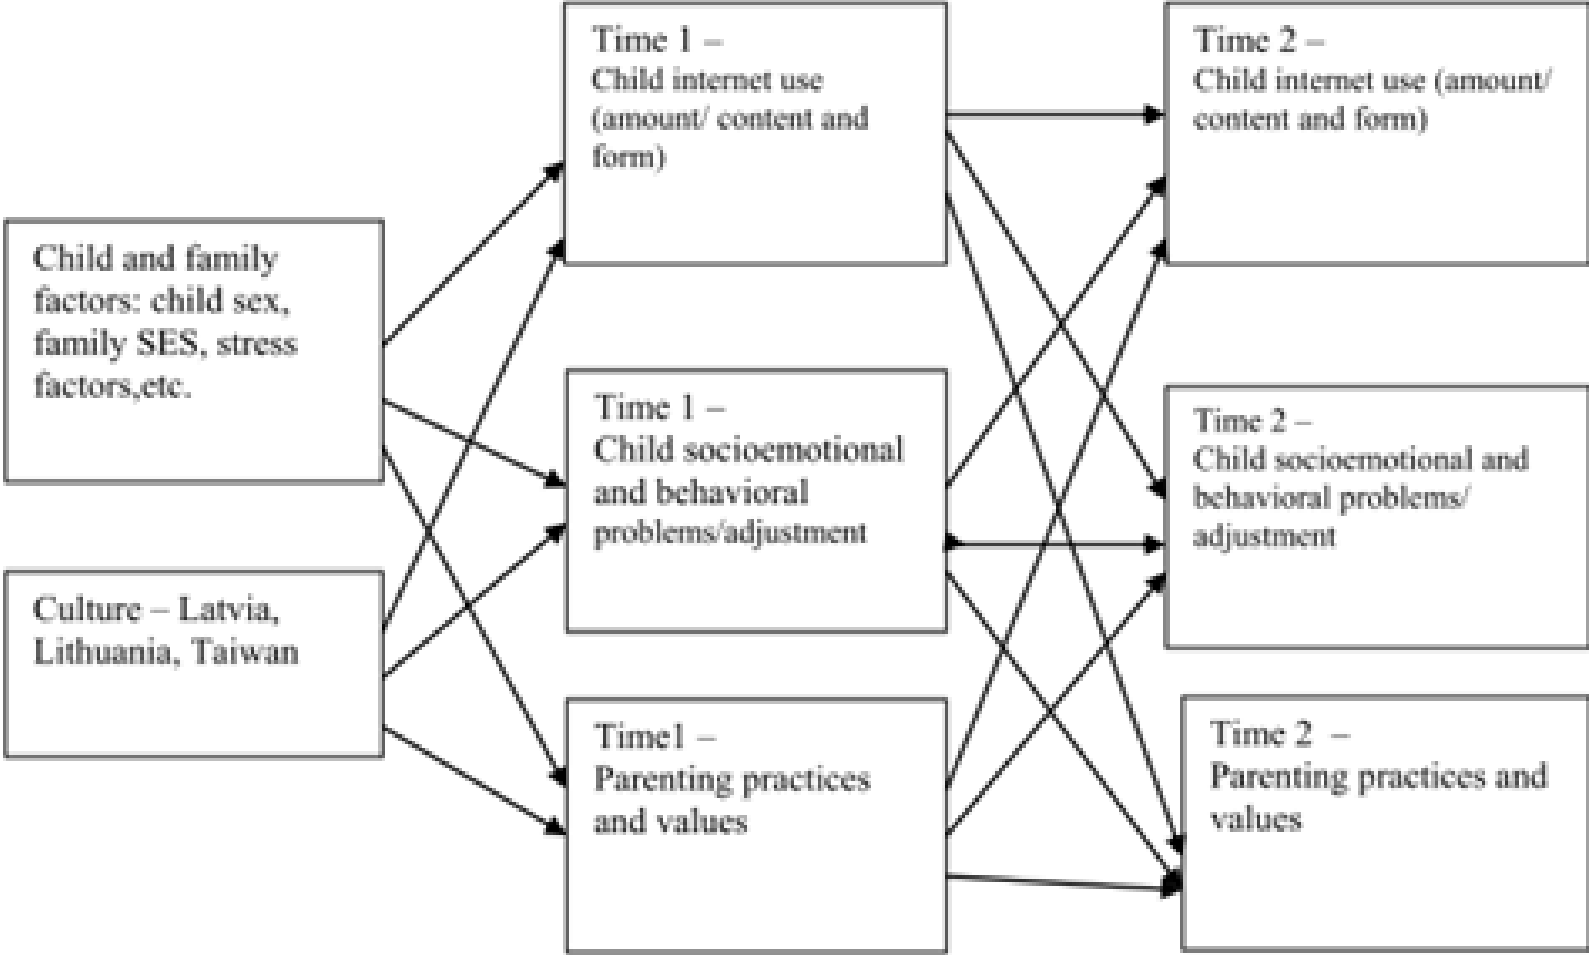 Child and family
factors: child sex,
family SES, stress
factors,etc.
Culture – Latvia,
Lithuania, Taiwan
Time 1 –
Child internet use
(amount/ content and
form)
Time 1 –
Child socioemotional
and behavioral
problems/adjustment
Time1 –
Parenting practices
and values
Time 2 –
Child internet use (amount/
content and form)
Time 2 –
Child socioemotional and
behavioral problems/
adjustment
Time 2 –
Parenting practices and
values